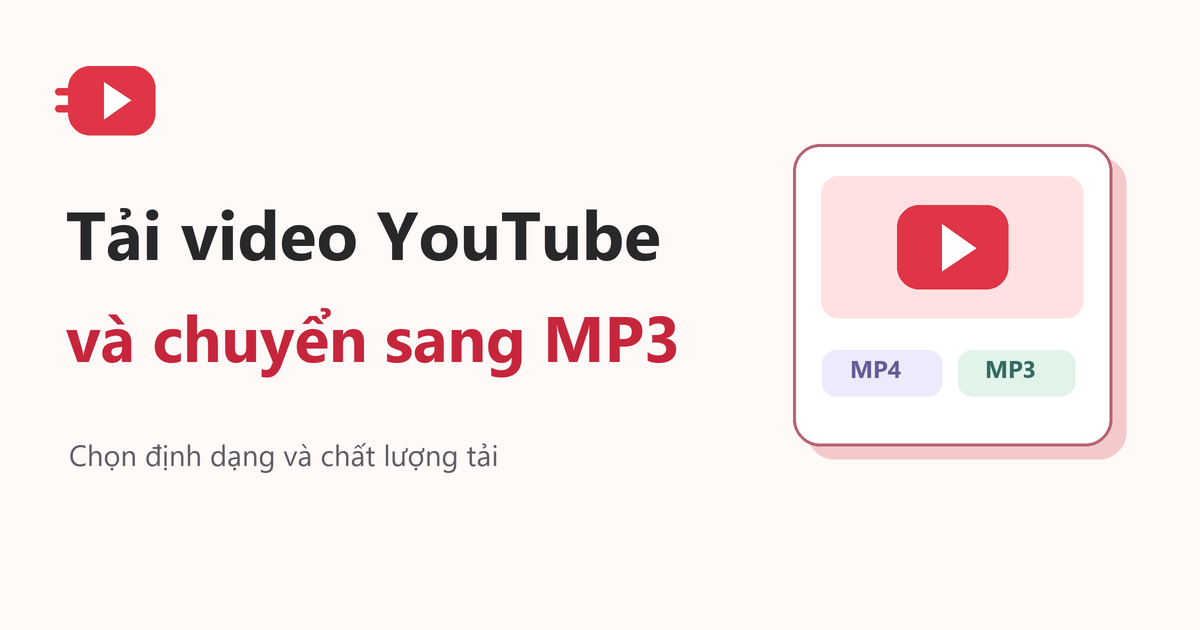 Tải video YouTube
và chuyển sang MP3
Chọn định dạng và chất lượng tải
MP4 MP3